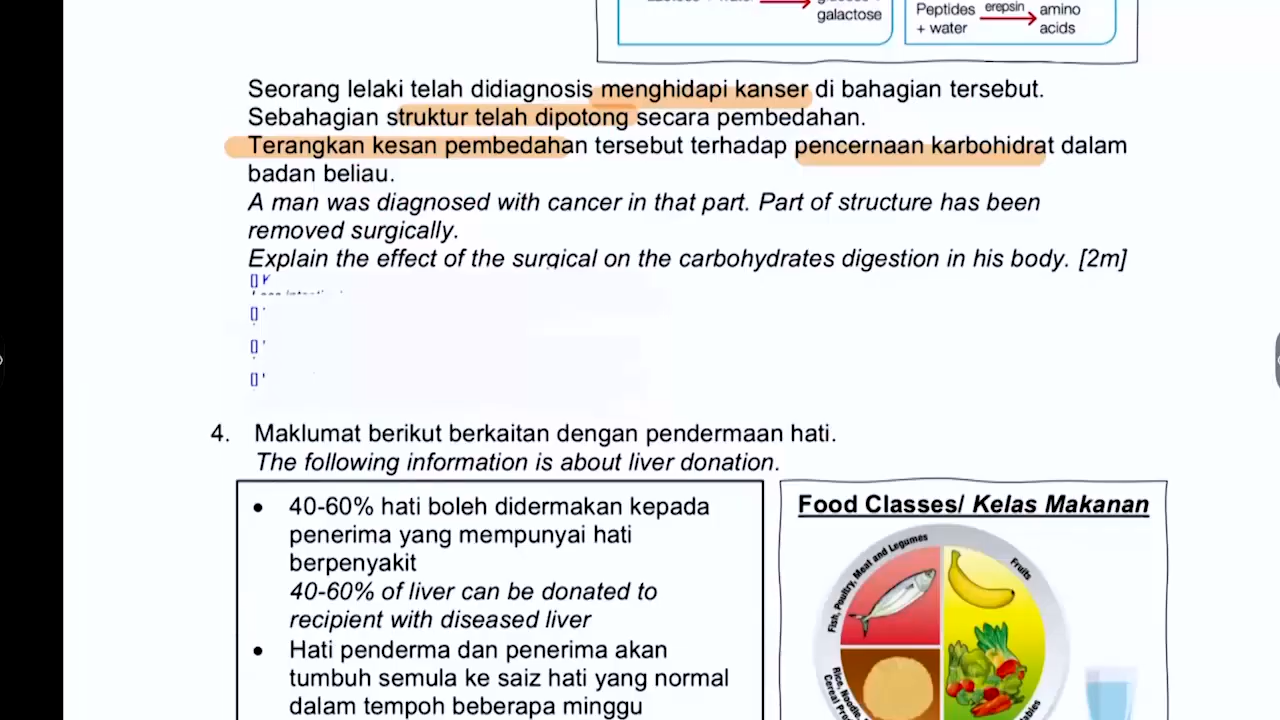 galactose
Peptides erepsin amino
+ water acids
Seorang lelaki telah didiagnosis menghidapi kanser di bahagian tersebut.
Sebahagian struktur telah dipotong secara pembedahan.
Terangkan kesan pembedahan tersebut terhadap pencernaan karbohidrat dalam
badan beliau.
A man was diagnosed with cancer in that part. Part of structure has been
removed surgically.
Explain the effect of the surgical on the carbohydrates digestion in his body. [2m]
4. Maklumat berikut berkaitan dengan pendermaan hati.
The following information is about liver donation.
• 40-60% hati boleh didermakan kepada
penerima yang mempunyai hati
berpenyakit
40-60% of liver can be donated to
recipient with diseased liver
• Hati penderma dan penerima akan
tumbuh semula ke saiz hati yang normal
dalam tempoh beberapa minggu
Food Classes/ Kelas Makanan
Fish, Poultry, Meat and Legumes
Fruits